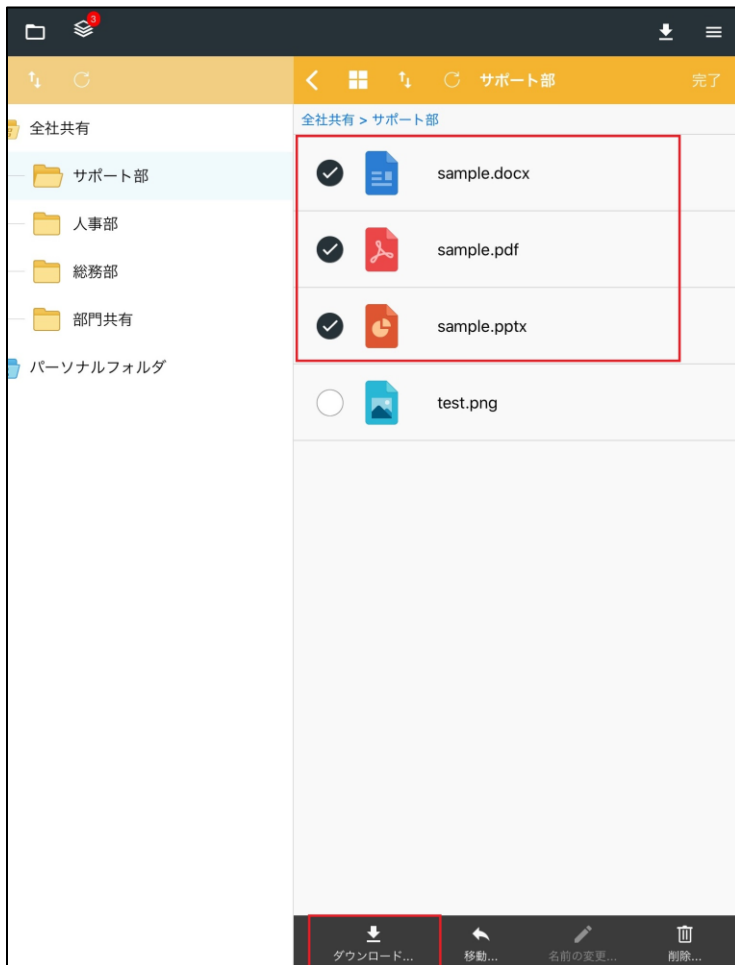 3
サポート部
完了
全社共有
サポート部
人事部
総務部
部門共有
パーソナルフォルダ
全社共有 > サポート部
sample.docx
sample.pdf
sample.pptx
test.png
ダウンロード...
移動...
名前の変更...
削除...